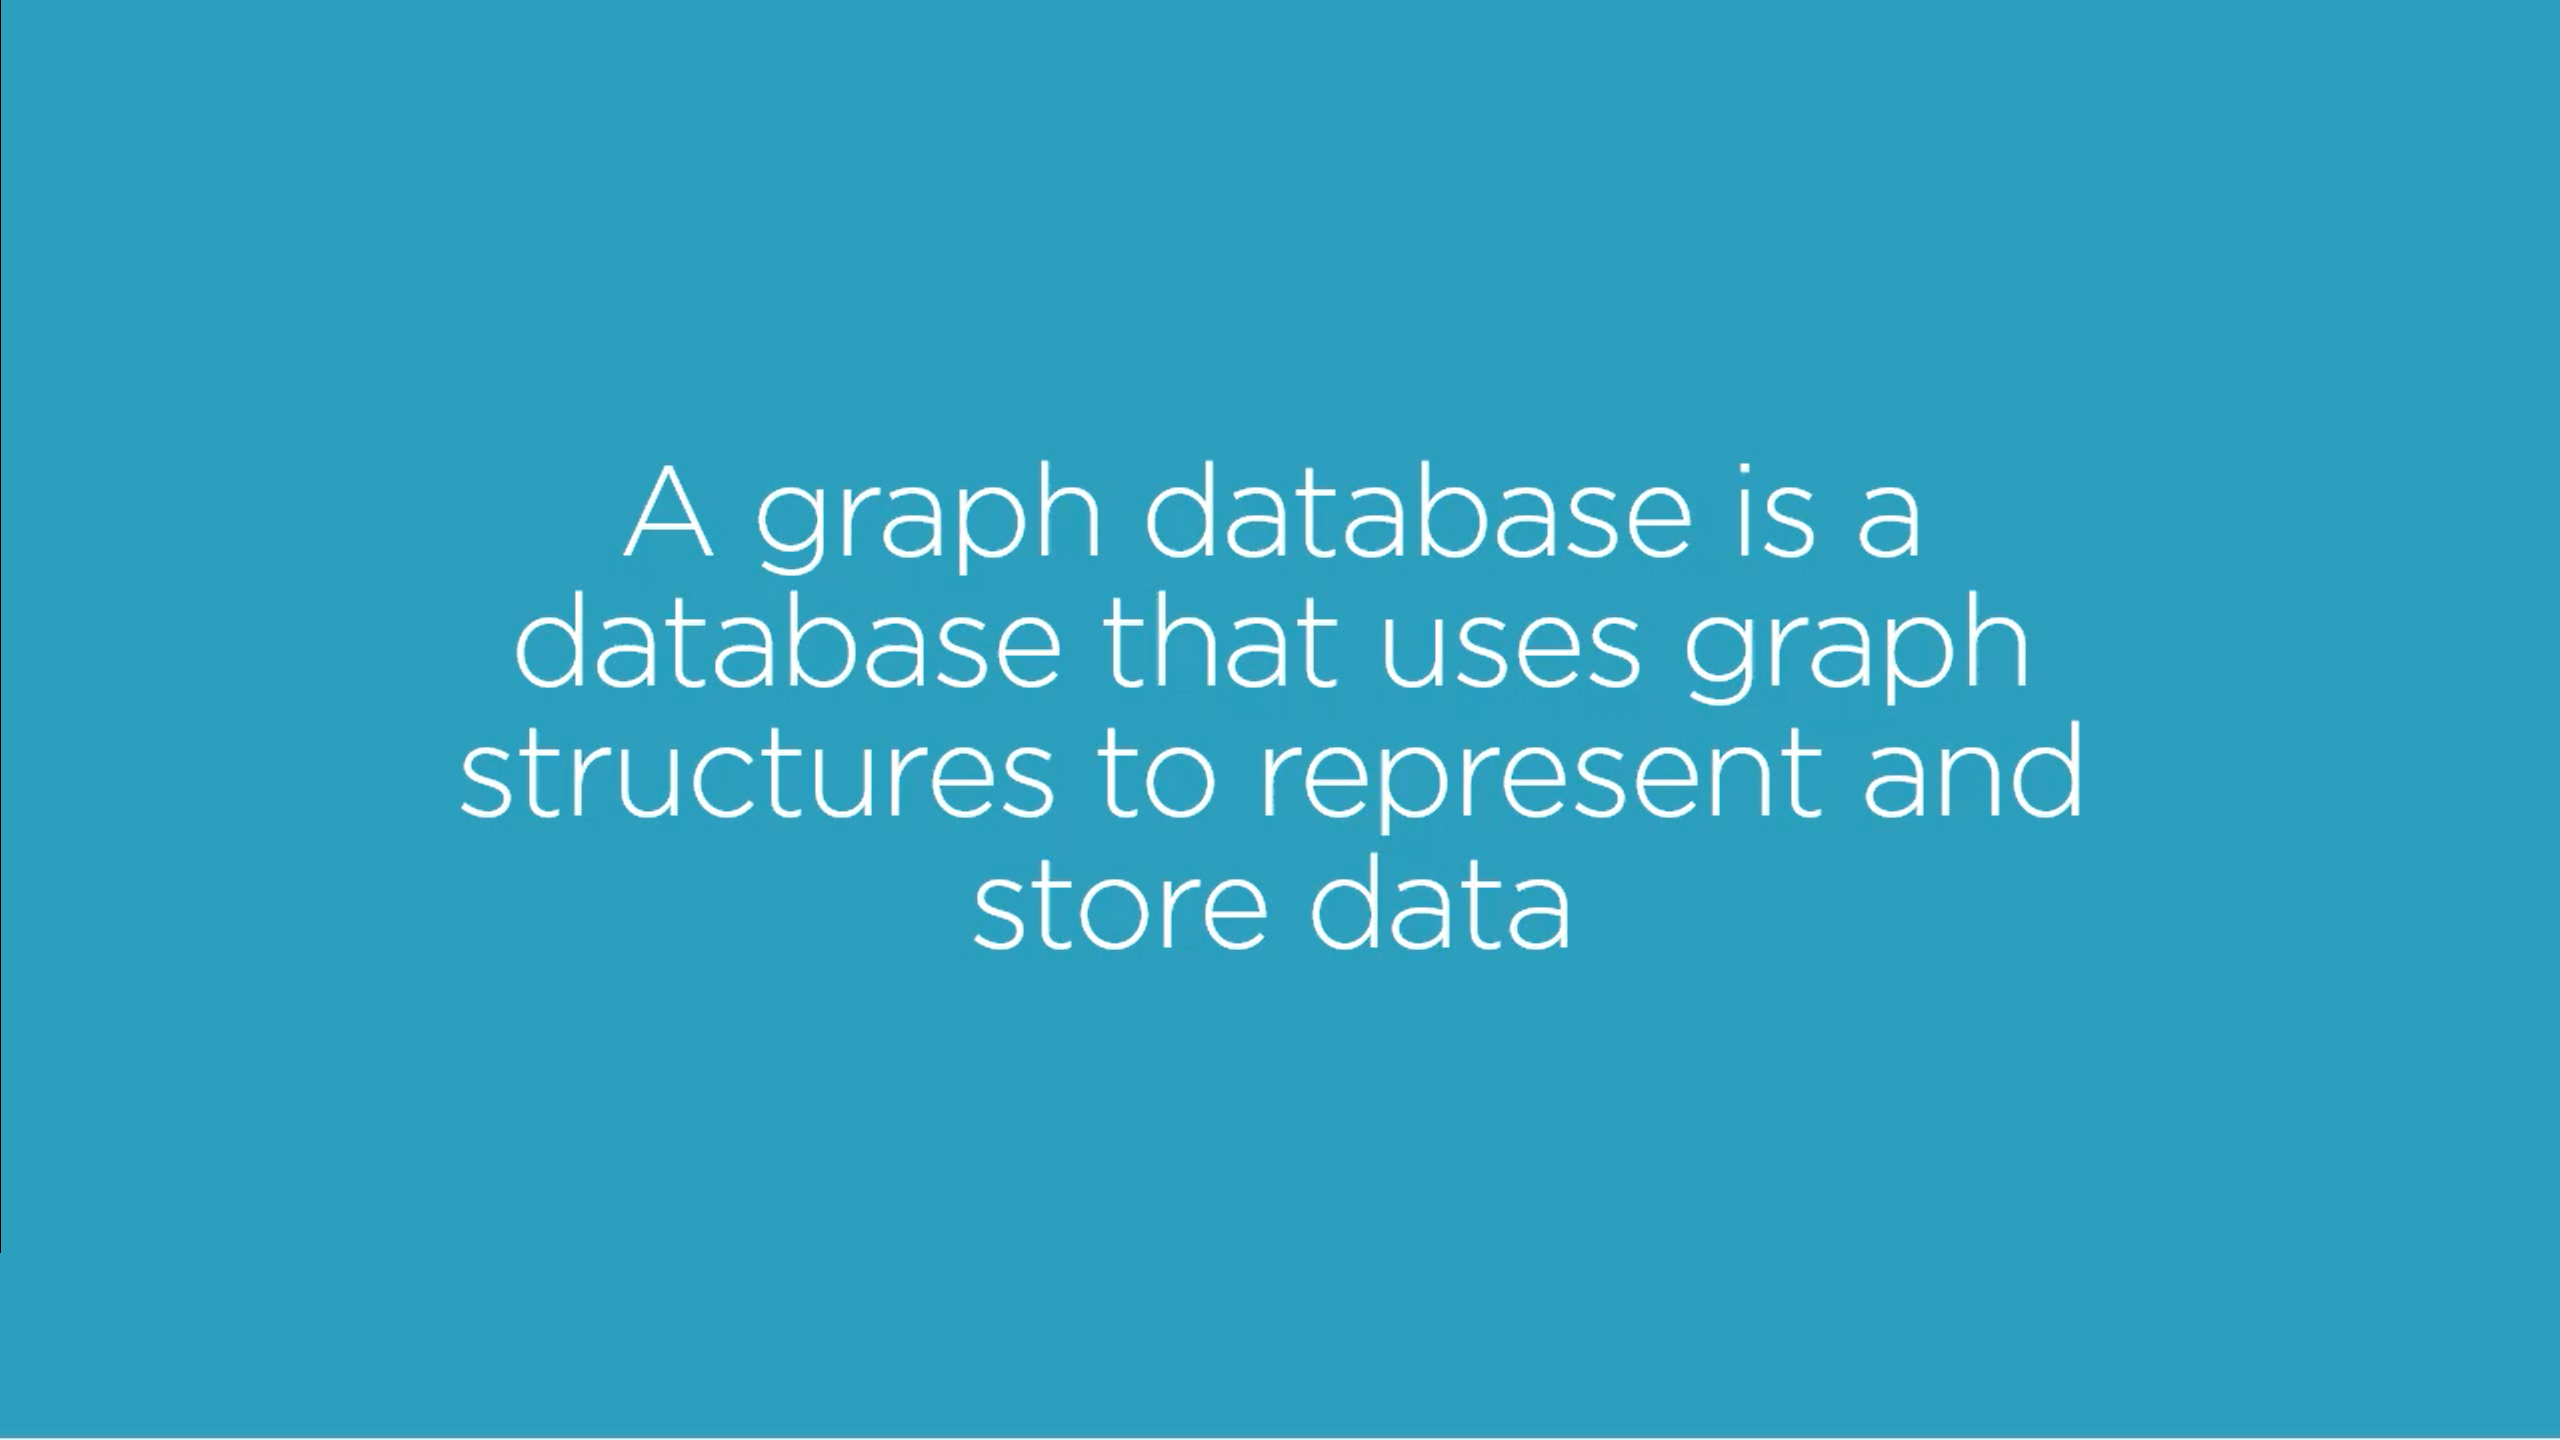 A graph database is a
database that uses graph
structures to represent and
store data